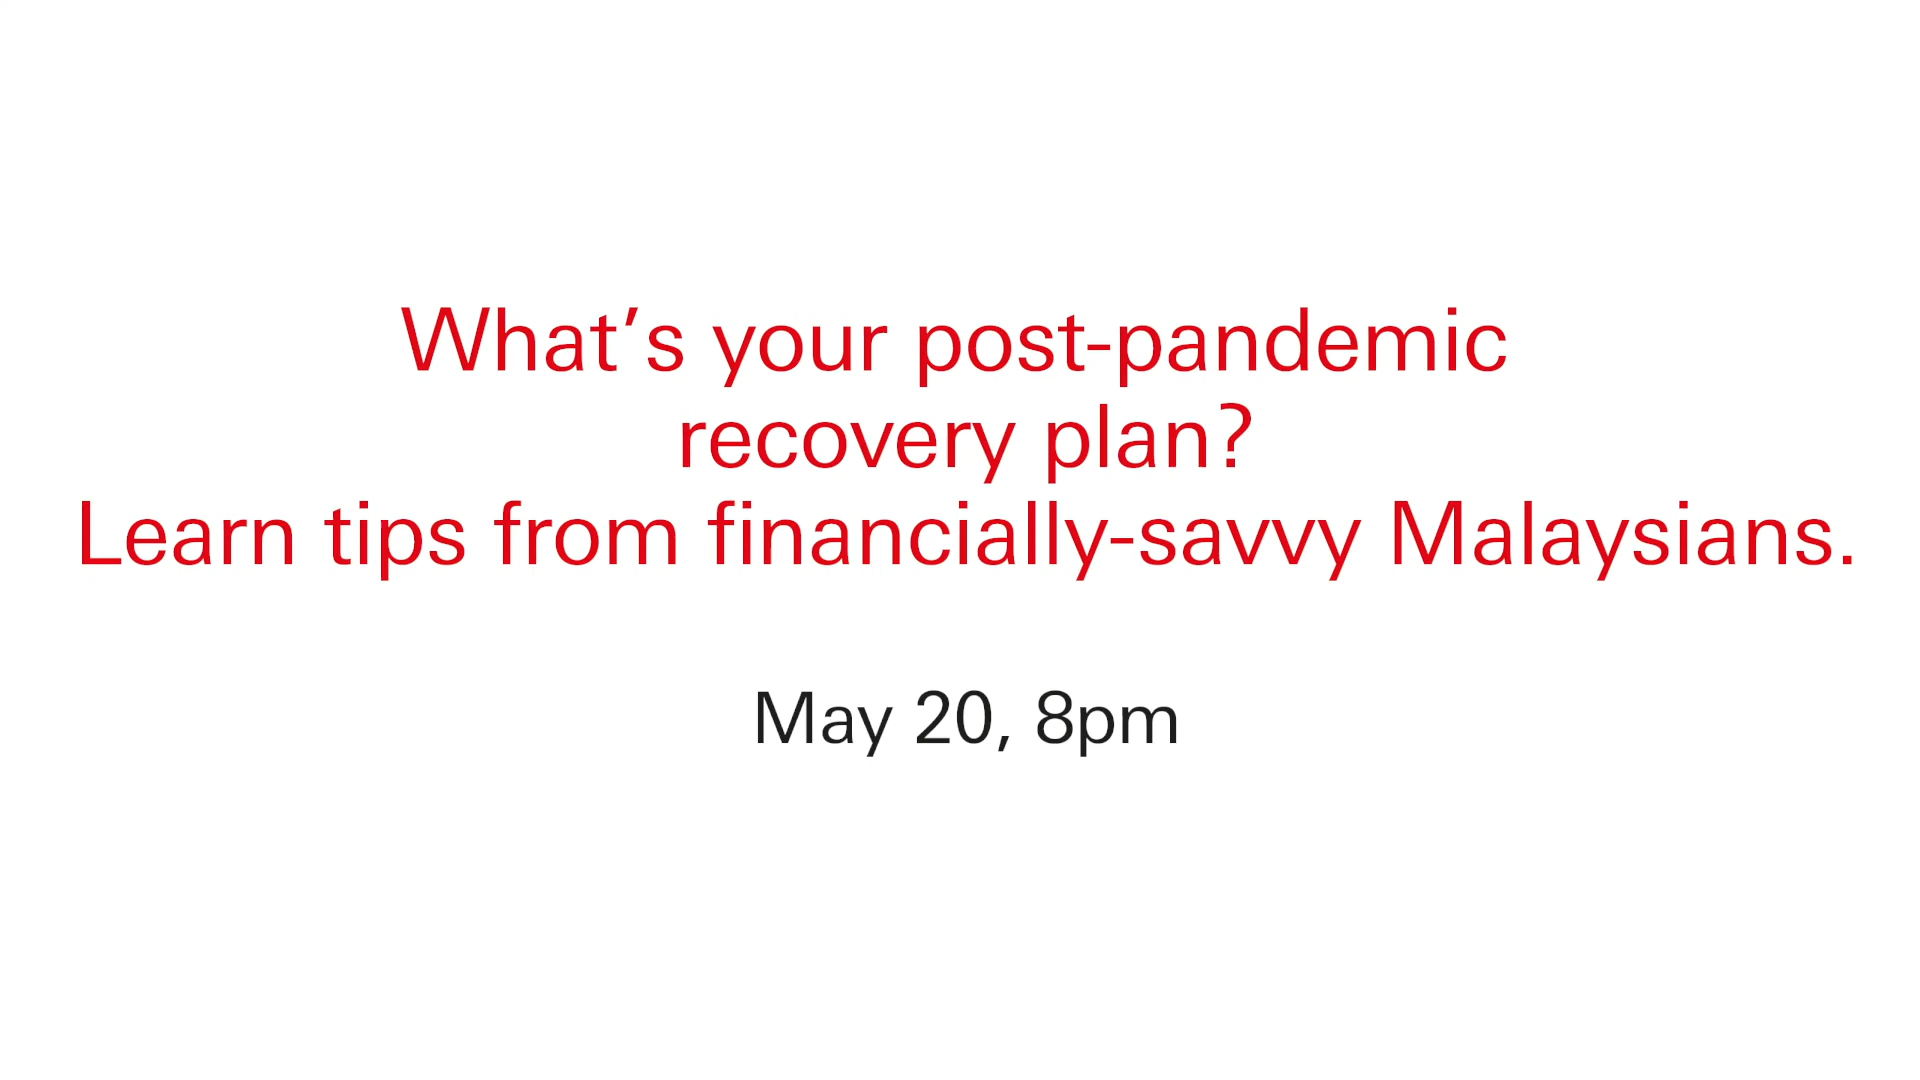 What’s your post-pandemic
recovery plan?
Learn tips from financially-savvy Malaysians.
May 20, 8pm